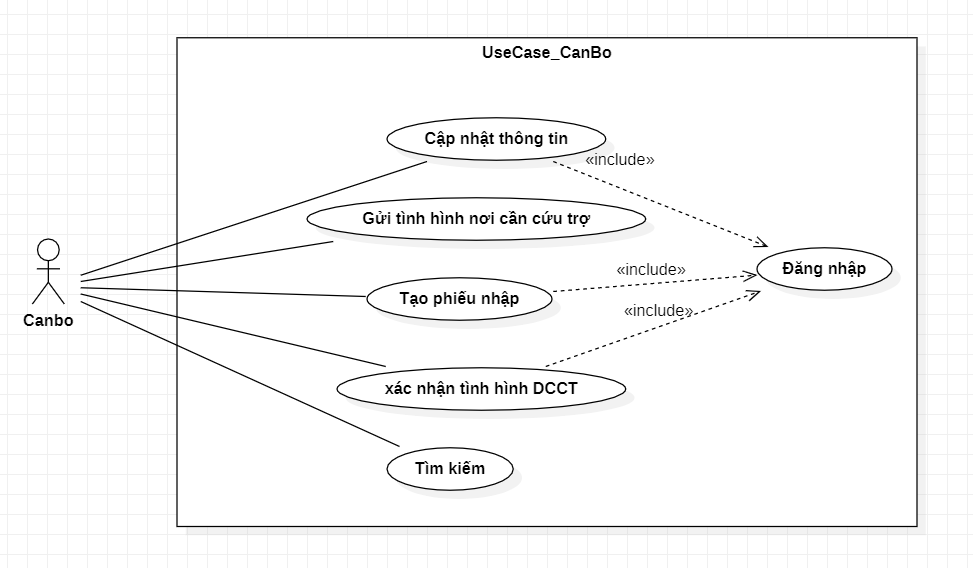 UseCase_CanBo
Cập nhật thông tin
«include»
Gửi tình hình nơi cần cứu trợ
Đăng nhập
«include»
Tạo phiếu nhập
«include»
Canbo
xác nhận tình hình DCCT
Tìm kiếm